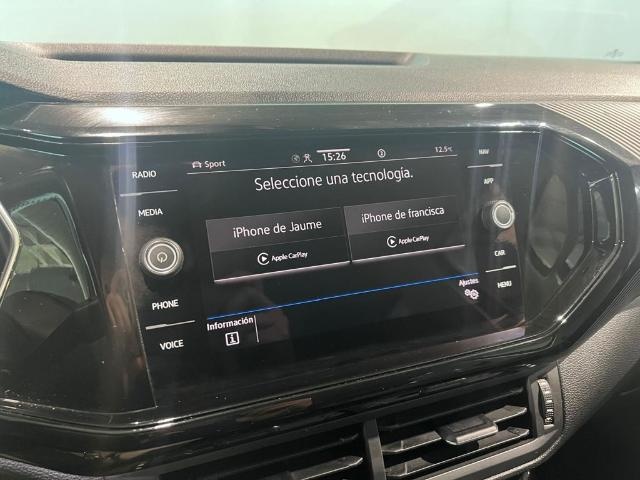 Sport
15:26
12.5°C
Seleccione una tecnología.
iPhone de Jaume
Apple CarPlay
iPhone de francisca
Apple CarPlay
Información
Ajustes
RADIO
MEDIA
PHONE
VOICE
NAV
APP
CAR
MENU